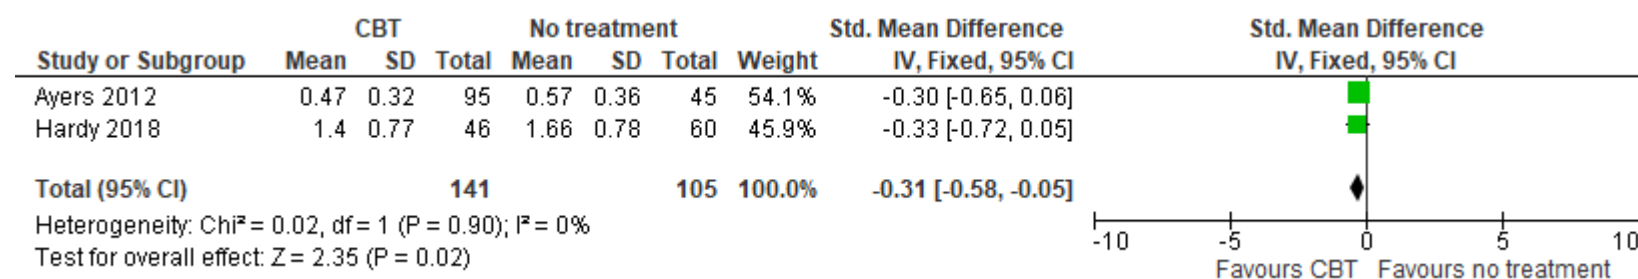 CBT No treatment Std. Mean Difference Std. Mean Difference
Study or Subgroup Mean SD Total Mean SD Total Weight IV, Fixed, 95% CI IV, Fixed, 95% CI
Ayers 2012 0.47 0.32 95 0.57 0.36 45 54.1% -0.30 [-0.65, 0.06]
Hardy 2018 1.4 0.77 46 1.66 0.78 60 45.9% -0.33 [-0.72, 0.05]
Total (95% CI) 141 105 100.0% -0.31 [-0.58, -0.05]
Heterogeneity: Chi² = 0.02, df = 1 (P = 0.90); I² = 0%
Test for overall effect: Z = 2.35 (P = 0.02)
-10 -5 0 5 10
Favours CBT Favours no treatment